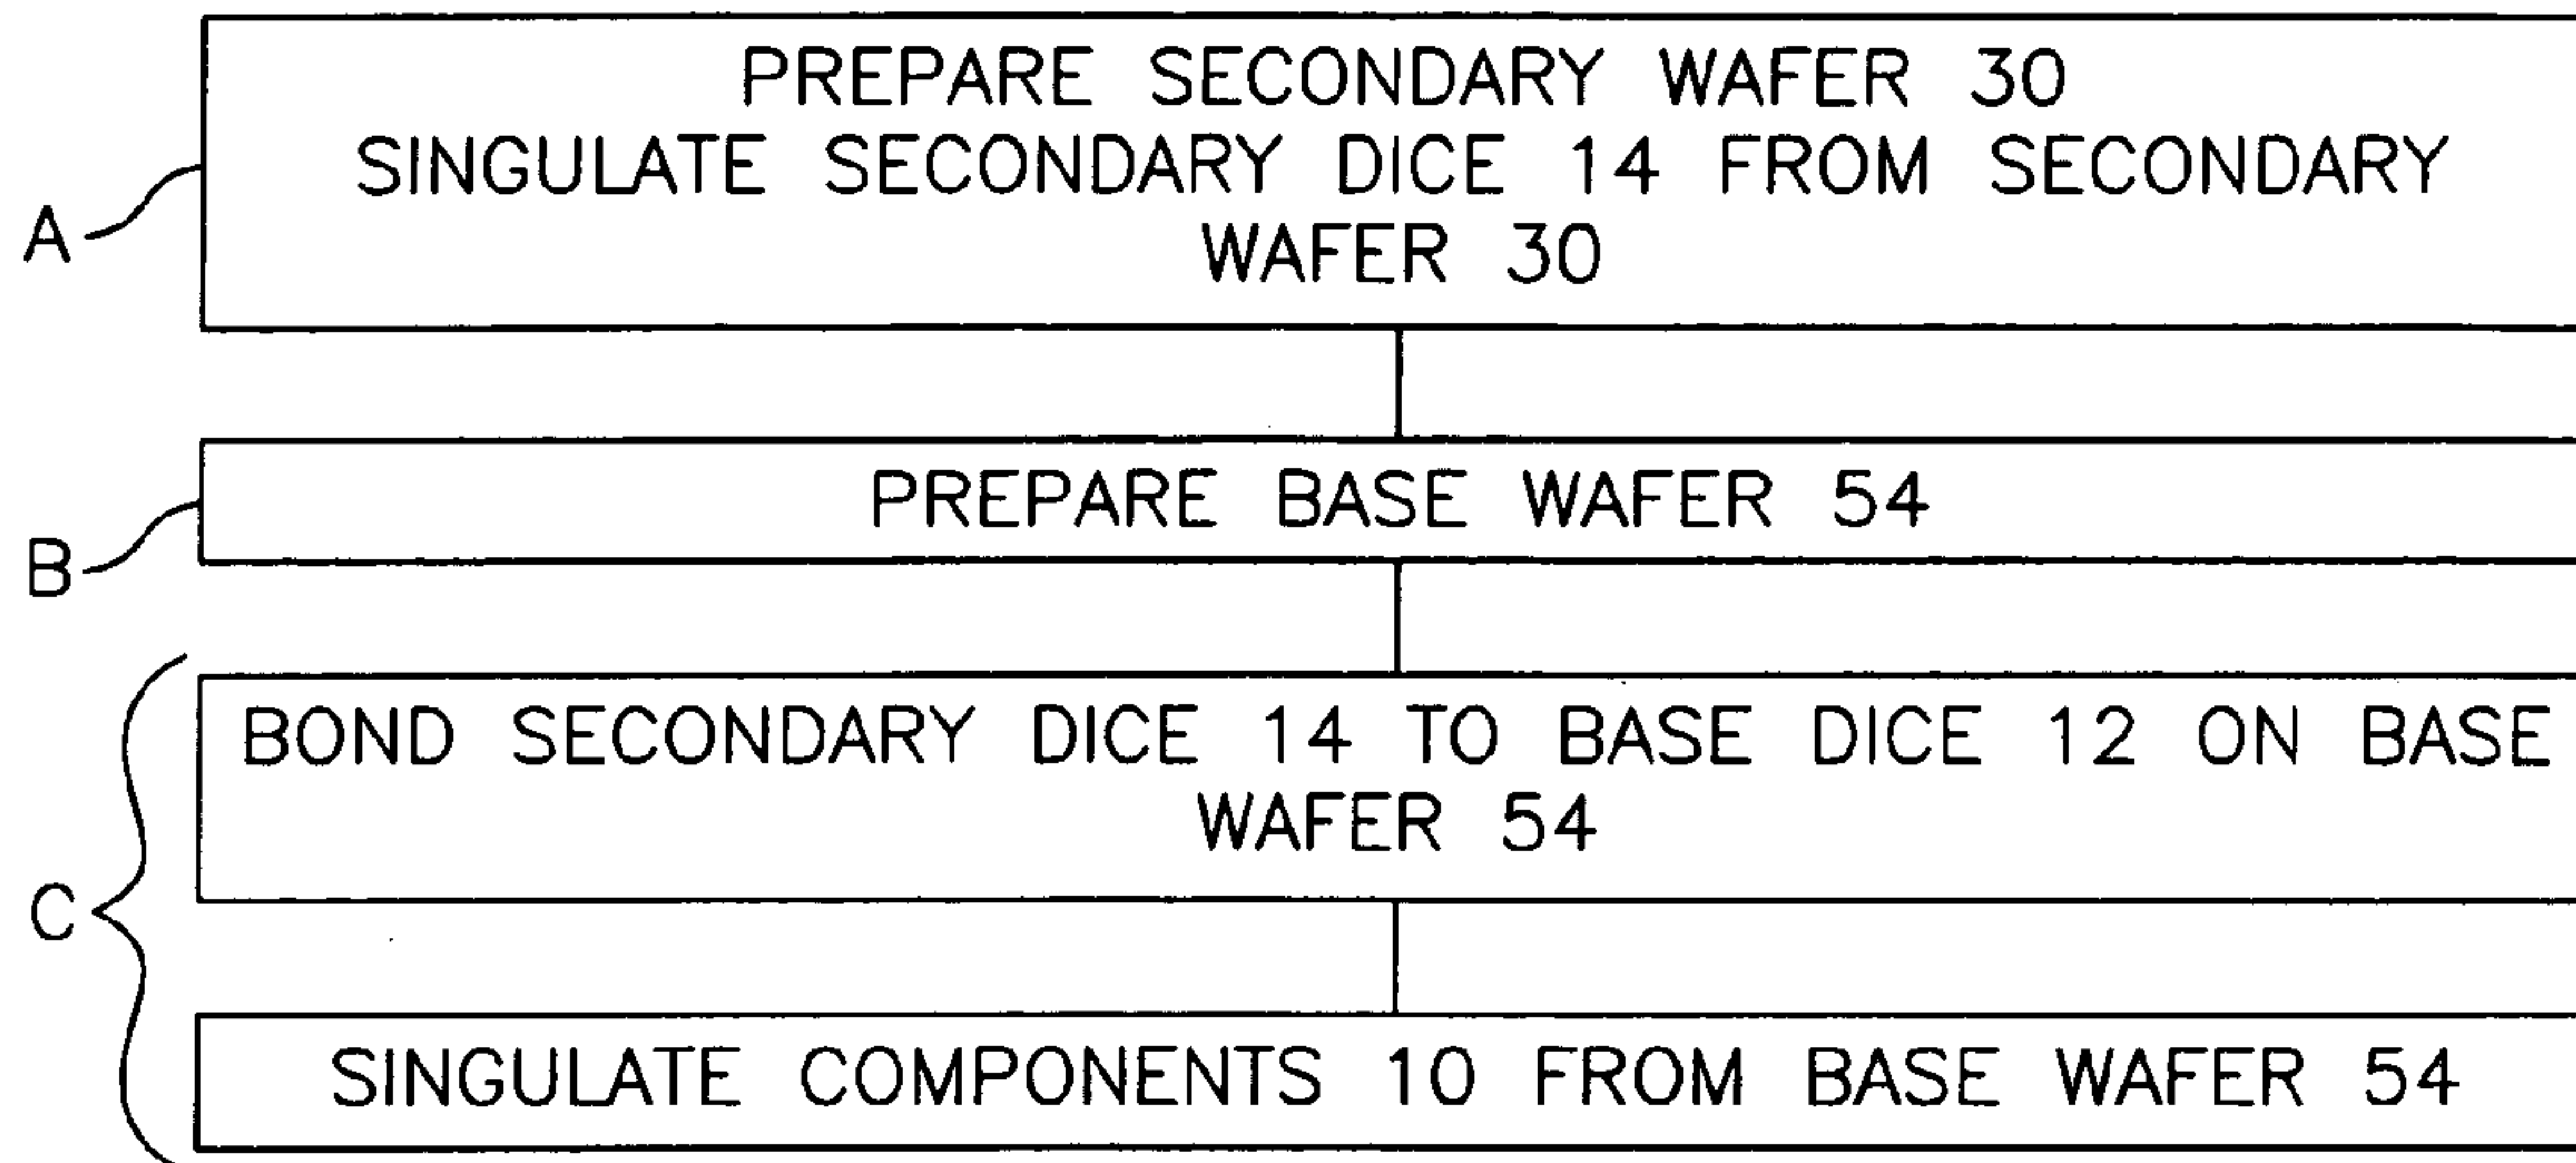 PREPARE SECONDARY WAFER 30
SINGULATE SECONDARY DICE 14 FROM SECONDARY
WAFER 30
A
PREPARE BASE WAFER 54
B
BOND SECONDARY DICE 14 TO BASE DICE 12 ON BASE
WAFER 54
C
SINGULATE COMPONENTS 10 FROM BASE WAFER 54